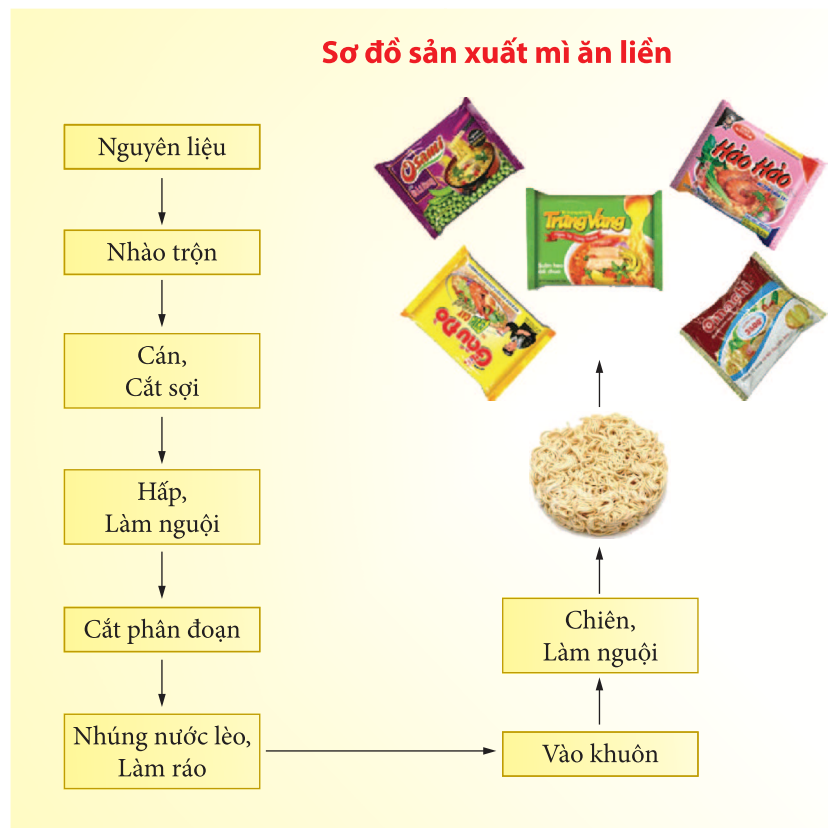 Sơ đồ sản xuất mì ăn liền
Nguyên liệu
Nhào trộn
Cán,
Cắt sợi
Hấp,
Làm nguội
Cắt phân đoạn
Nhúng nước lèo,
Làm ráo
Vào khuôn
Chiên,
Làm nguội
Osami
Trứng Vàng
Hảo Hảo
Gấu Đỏ